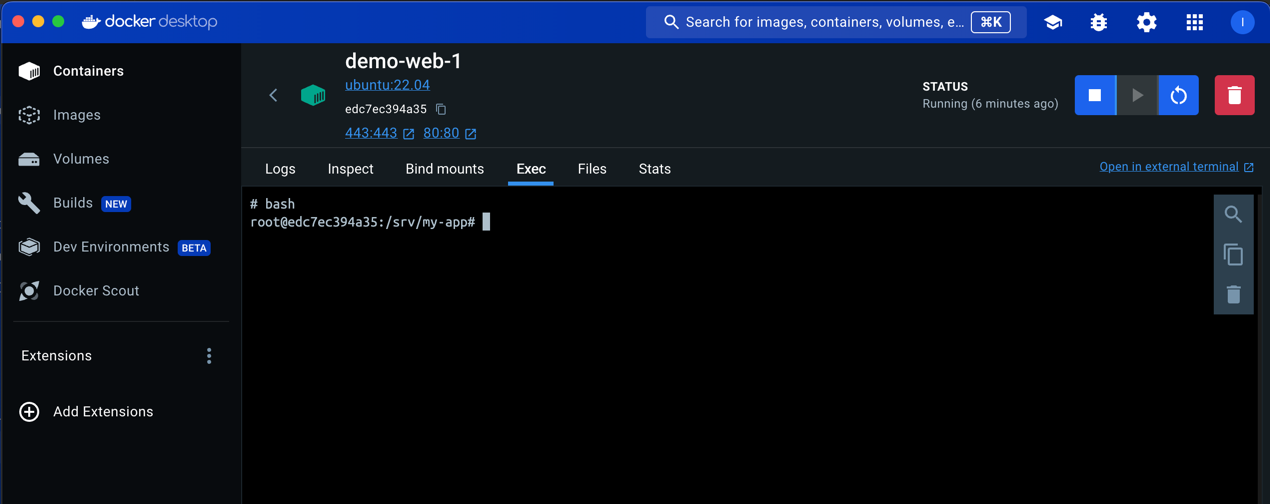 docker desktop
Search for images, containers, volumes, e... ⌘K
I
Containers
Images
Volumes
Builds NEW
Dev Environments BETA
Docker Scout
Extensions
Add Extensions
demo-web-1
ubuntu:22.04
edc7ec394a35
443:443 80:80
STATUS
Running (6 minutes ago)
Logs Inspect Bind mounts Exec Files Stats
Open in external terminal
# bash
root@edc7ec394a35:/srv/my-app#